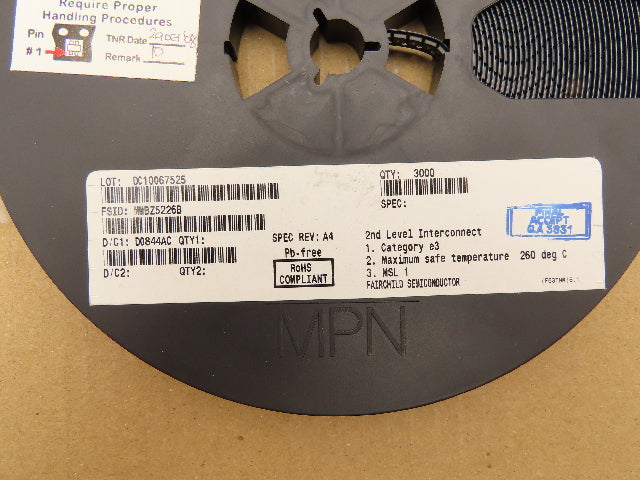 Require Proper
Handling Procedures
Pin
# 1
TNR Date
Remark
LOT: DC10067525
QTY: 3000
FSID: MMBZ5226B
SPEC:
D/C1: D0844AC QTY1:
SPEC REV: A4
D/C2: QTY2:
Pb-free
RoHS
COMPLIANT
2nd Level Interconnect
1. Category e3
2. Maximum safe temperature 260 deg C
3. MSL 1
FAIRCHILD SEMICONDUCTOR
FINAL
ACCEPT
Q.A 3831
MPN